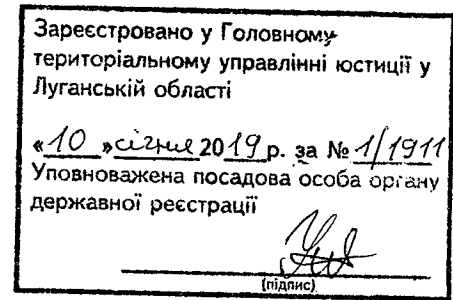 Зареєстровано у Головному
територіальному управлінні юстиції у
Луганській області
«10» січня 2019 р. за № 1/1911
Уповноважена посадова особа органу
державної реєстрації
(підпис)